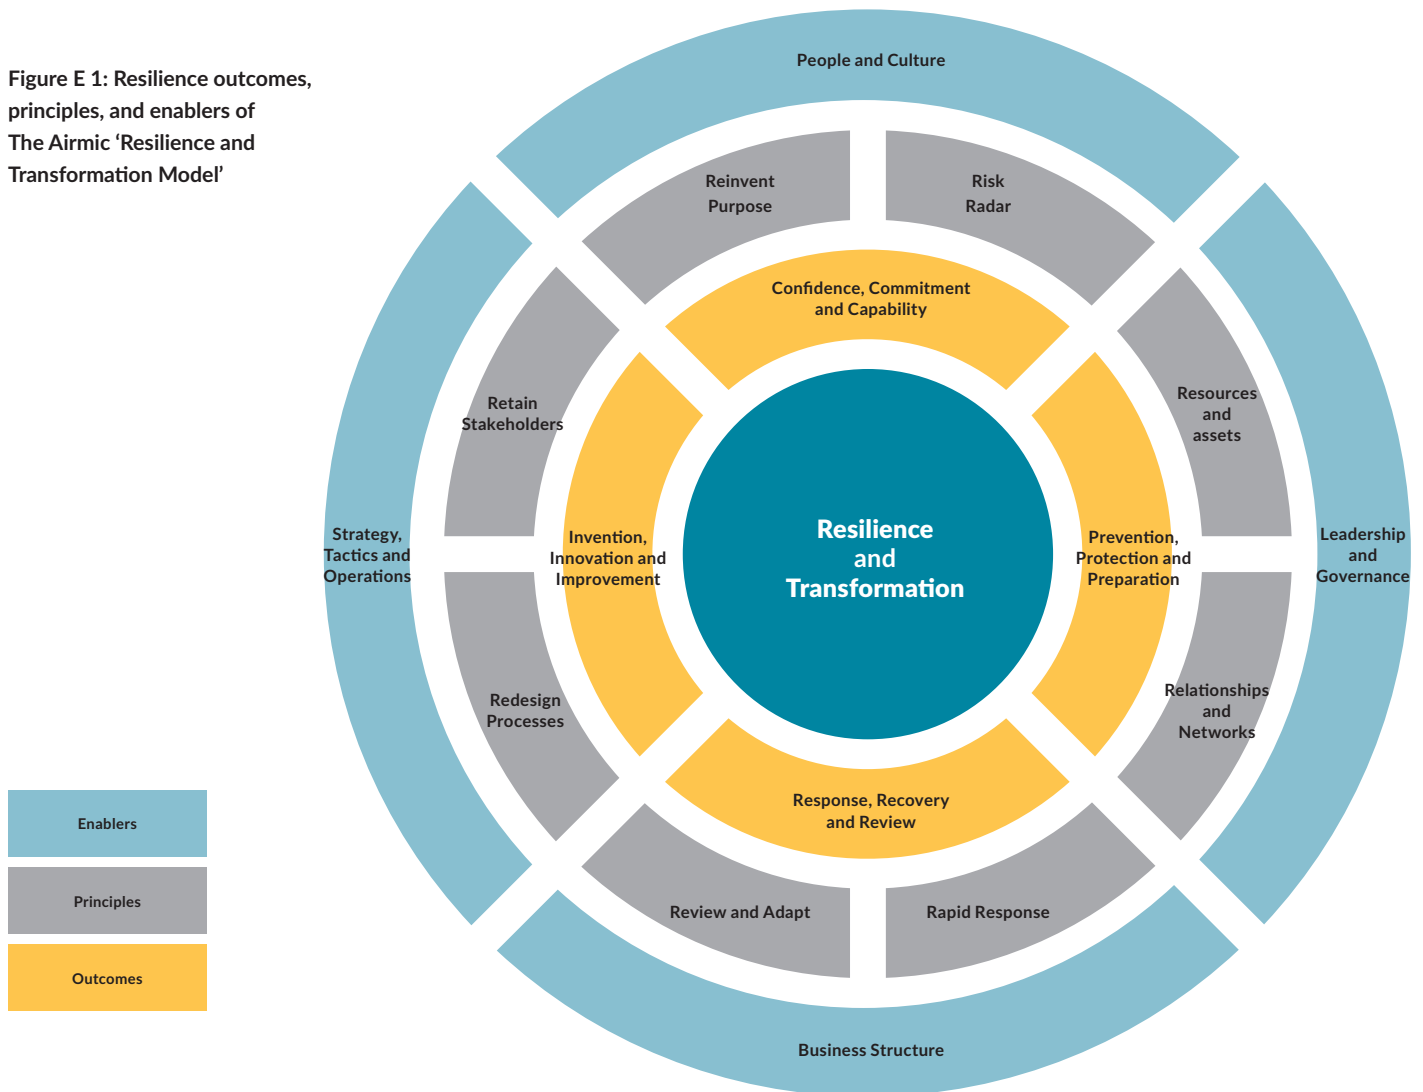 Figure E 1: Resilience outcomes,
principles, and enablers of
The Airmic ‘Resilience and
Transformation Model’
People and Culture
Reinvent
Purpose
Risk
Radar
Confidence, Commitment
and Capability
Retain
Stakeholders
Resources
and
assets
Strategy,
Tactics and
Operations
Invention,
Innovation and
Improvement
Resilience
and
Transformation
Prevention,
Protection and
Preparation
Leadership
and
Governance
Redesign
Processes
Relationships
and
Networks
Response, Recovery
and Review
Review and Adapt
Rapid Response
Business Structure
Enablers
Principles
Outcomes